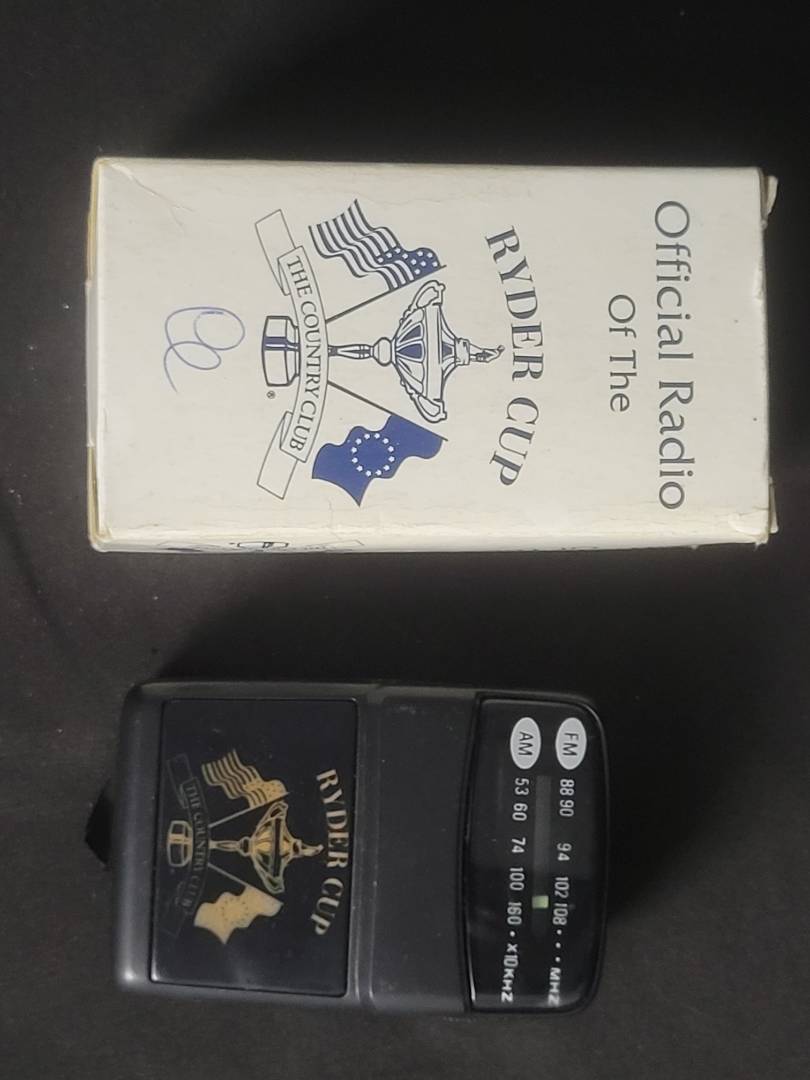 Official Radio
Of The
RYDER CUP
THE COUNTRY CLUB
®
FM 88 90 94 102 108 • • • MHZ
AM 53 60 74 100 160 • X10KHZ
RYDER CUP
THE COUNTRY CLUB